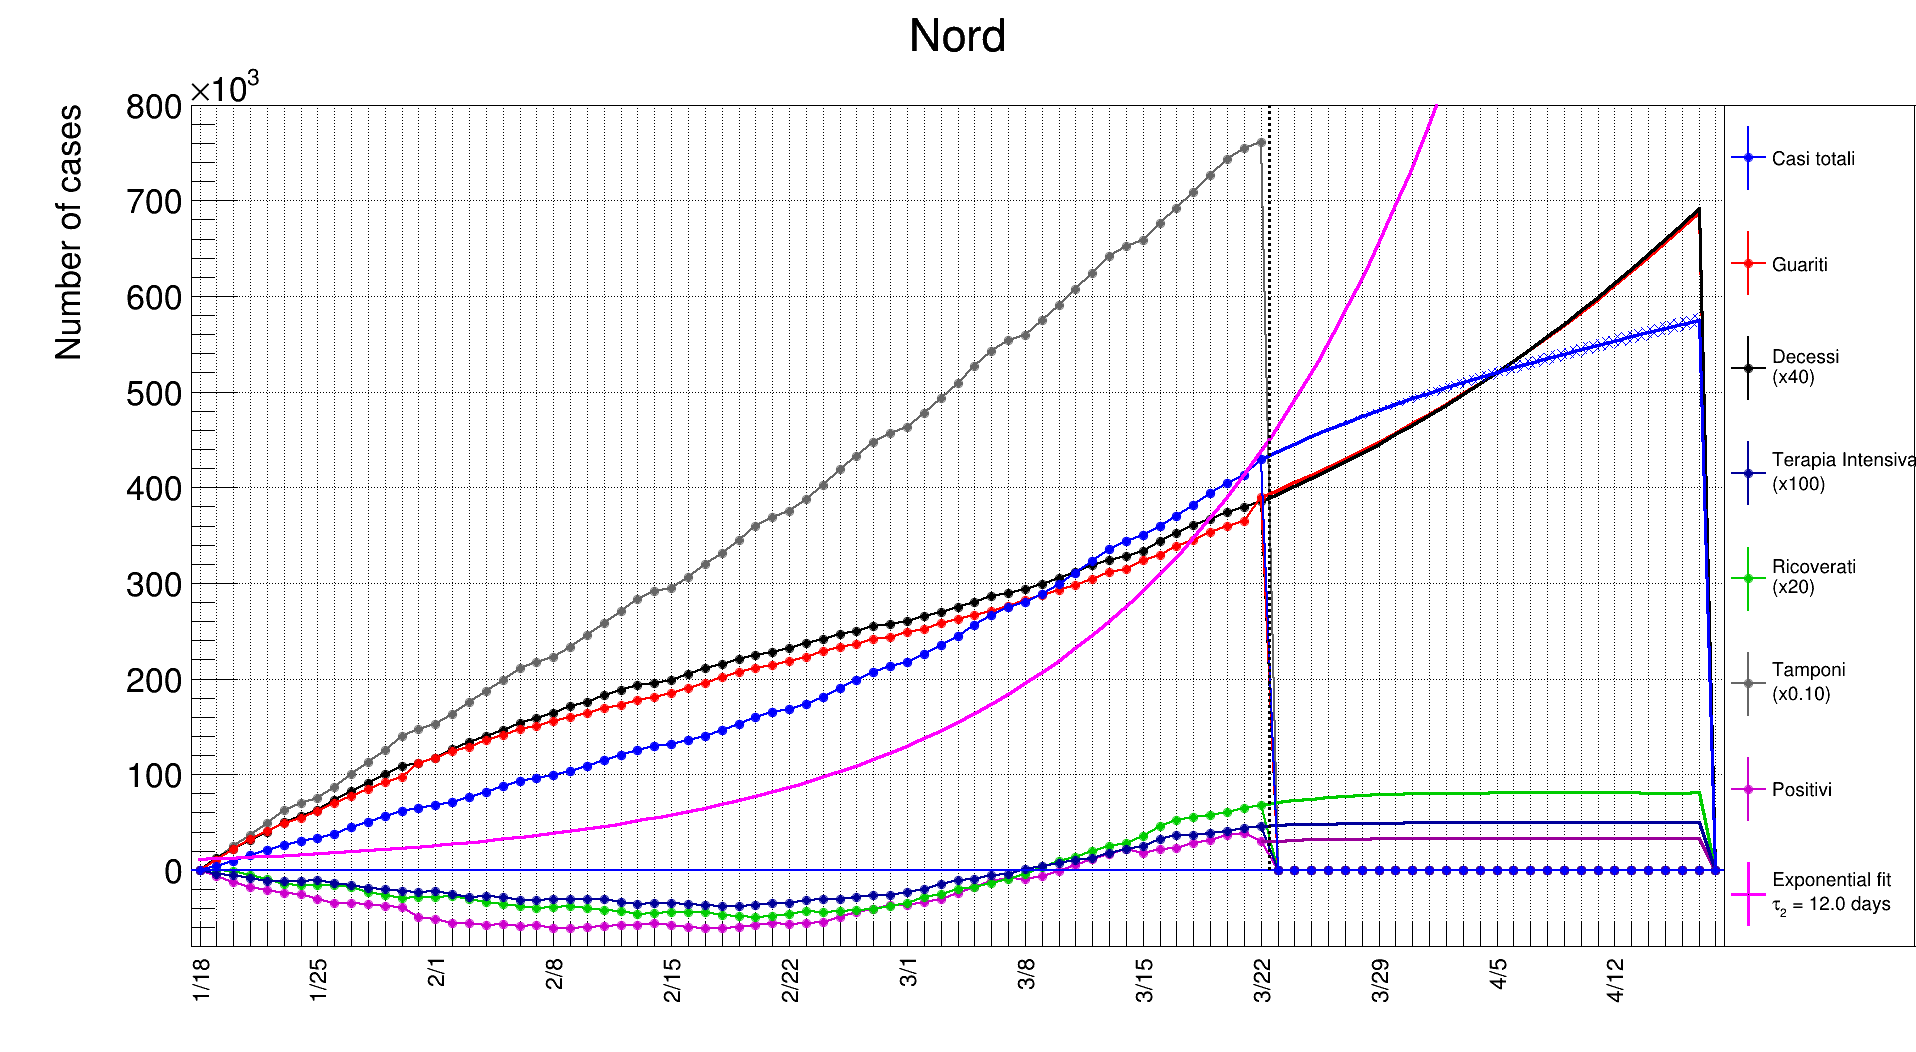 Nord
×10³
Number of cases
800
700
600
500
400
300
200
100
0
1/18
1/25
2/1
2/8
2/15
2/22
3/1
3/8
3/15
3/22
3/29
4/5
4/12
Casi totali
Guariti
Decessi
(x40)
Terapia Intensiva
(x100)
Ricoverati
(x20)
Tamponi
(x0.10)
Positivi
Exponential fit
τ₂ = 12.0 days